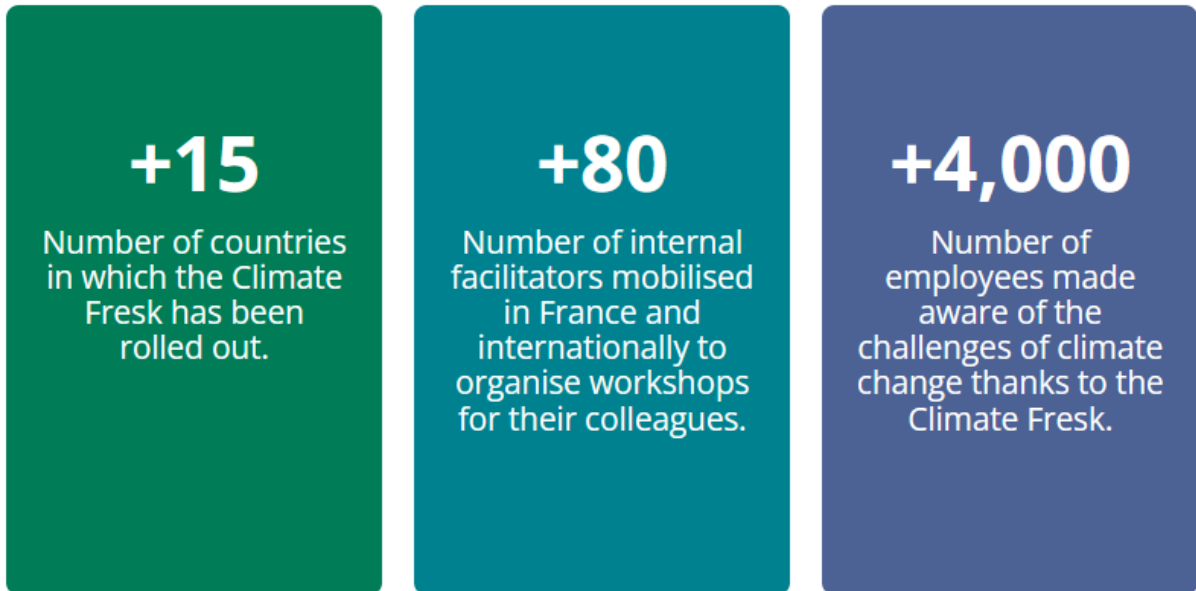 +15
Number of countries
in which the Climate
Fresk has been
rolled out.
+80
Number of internal
facilitators mobilised
in France and
internationally to
organise workshops
for their colleagues.
+4,000
Number of
employees made
aware of the
challenges of climate
change thanks to the
Climate Fresk.